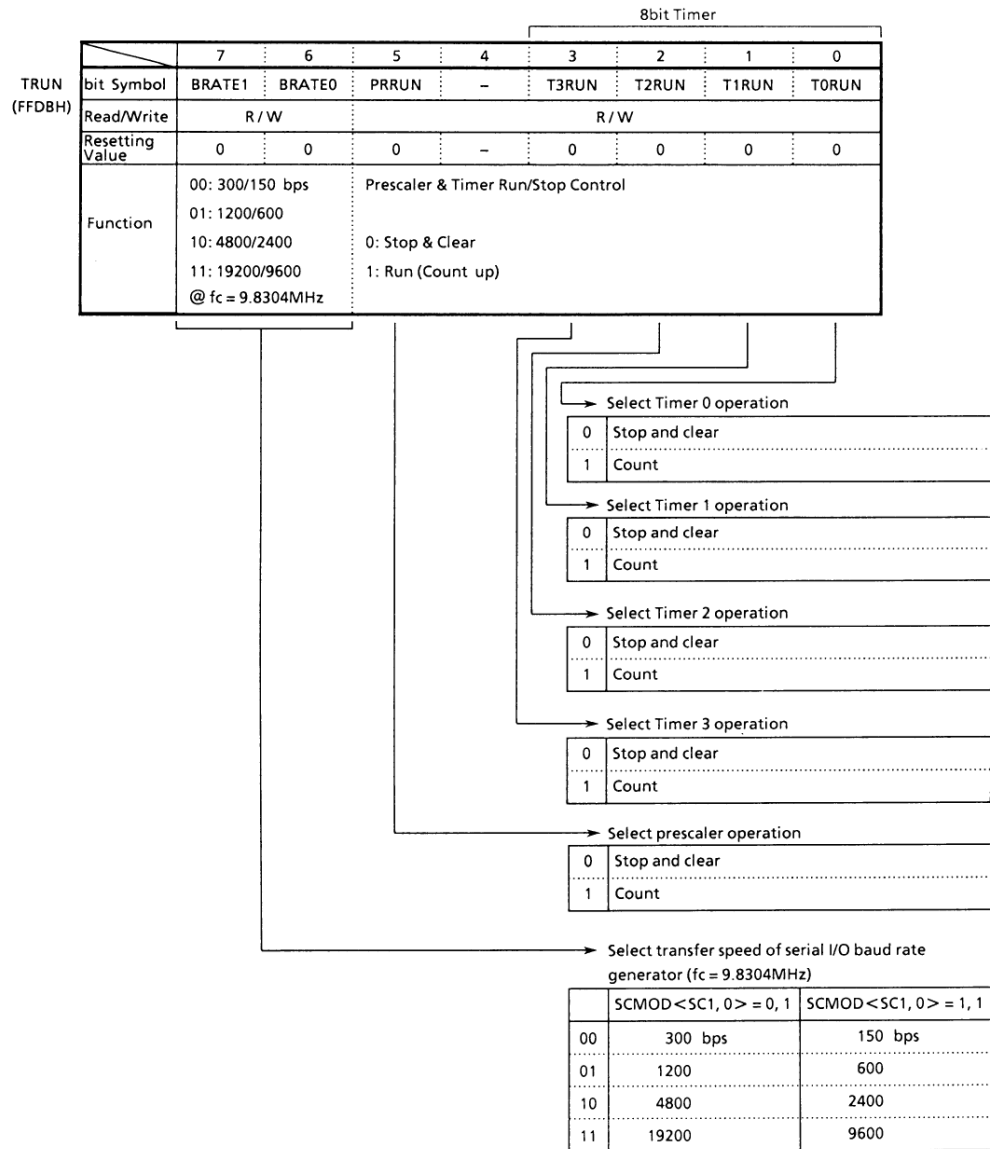 8bit Timer
7 6 5 4 3 2 1 0
TRUN bit Symbol BRATE1 BRATE0 PRRUN – T3RUN T2RUN T1RUN T0RUN
(FFDBH)
Read/Write R / W R / W
Resetting
Value 0 0 0 – 0 0 0 0
00: 300/150 bps Prescaler & Timer Run/Stop Control
01: 1200/600
Function
10: 4800/2400 0: Stop & Clear
11: 19200/9600 1: Run (Count up)
@ fc = 9.8304MHz
Select Timer 0 operation
0 Stop and clear
1 Count
Select Timer 1 operation
0 Stop and clear
1 Count
Select Timer 2 operation
0 Stop and clear
1 Count
Select Timer 3 operation
0 Stop and clear
1 Count
Select prescaler operation
0 Stop and clear
1 Count
Select transfer speed of serial I/O baud rate
generator (fc = 9.8304MHz)
SCMOD<SC1, 0> = 0, 1 SCMOD<SC1, 0> = 1, 1
00 300 bps 150 bps
01 1200 600
10 4800 2400
11 19200 9600